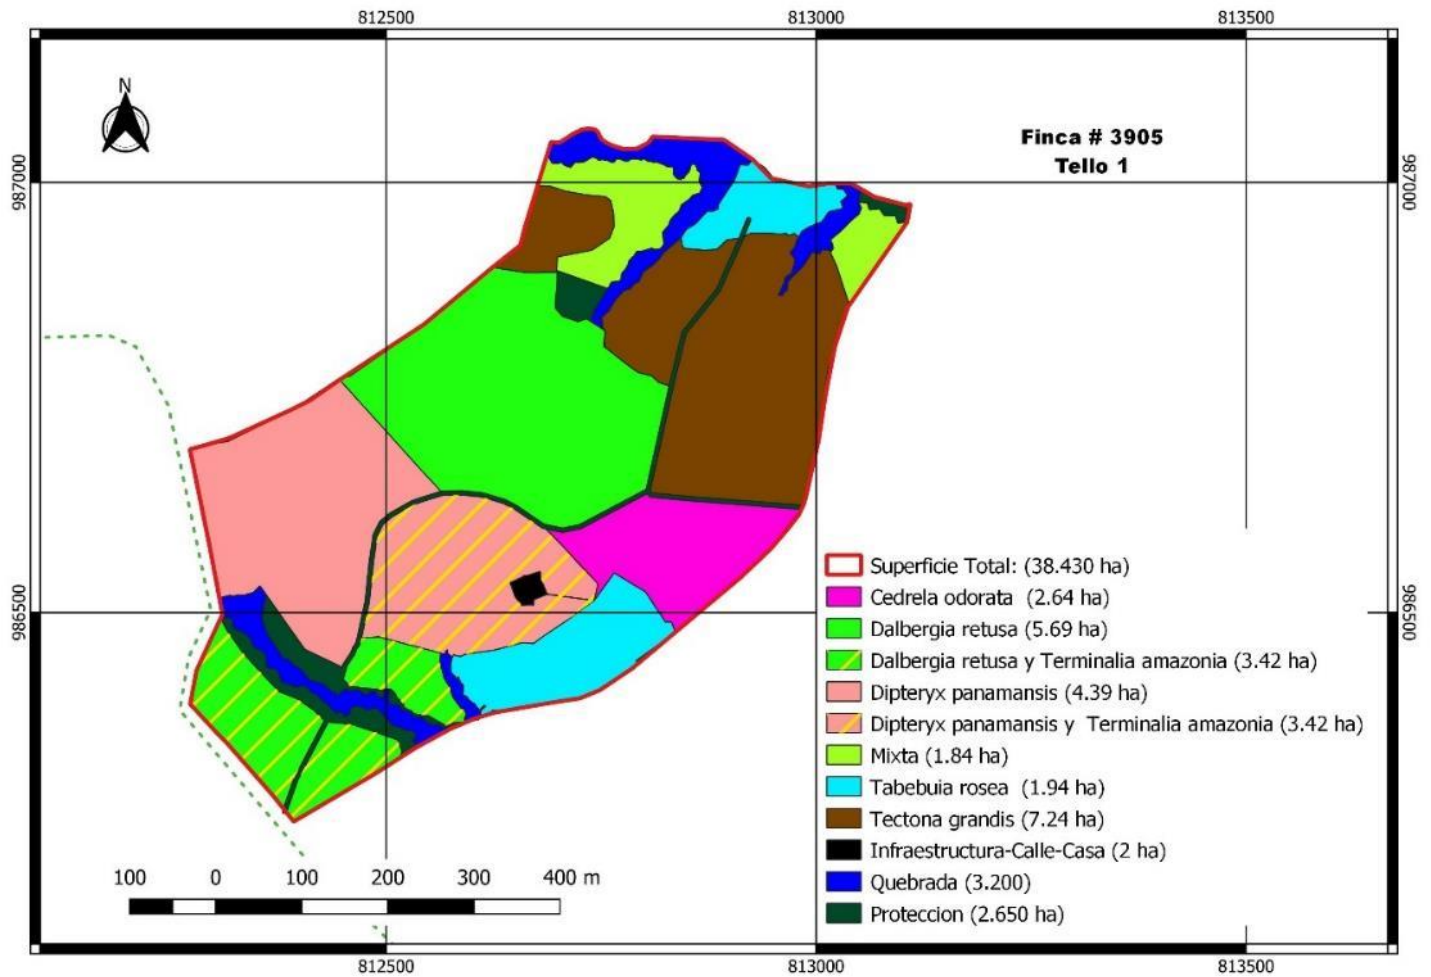 812500
813000
813500
N
Finca # 3905
Tello 1
987000
987000
Superficie Total: (38.430 ha)
Cedrela odorata (2.64 ha)
Dalbergia retusa (5.69 ha)
986500
986500
Dalbergia retusa y Terminalia amazonia (3.42 ha)
Dipteryx panamansis (4.39 ha)
Dipteryx panamansis y Terminalia amazonia (3.42 ha)
Mixta (1.84 ha)
Tabebuia rosea (1.94 ha)
Tectona grandis (7.24 ha)
Infraestructura-Calle-Casa (2 ha)
Quebrada (3.200)
Proteccion (2.650 ha)
100 0 100 200 300 400 m
812500
813000
813500